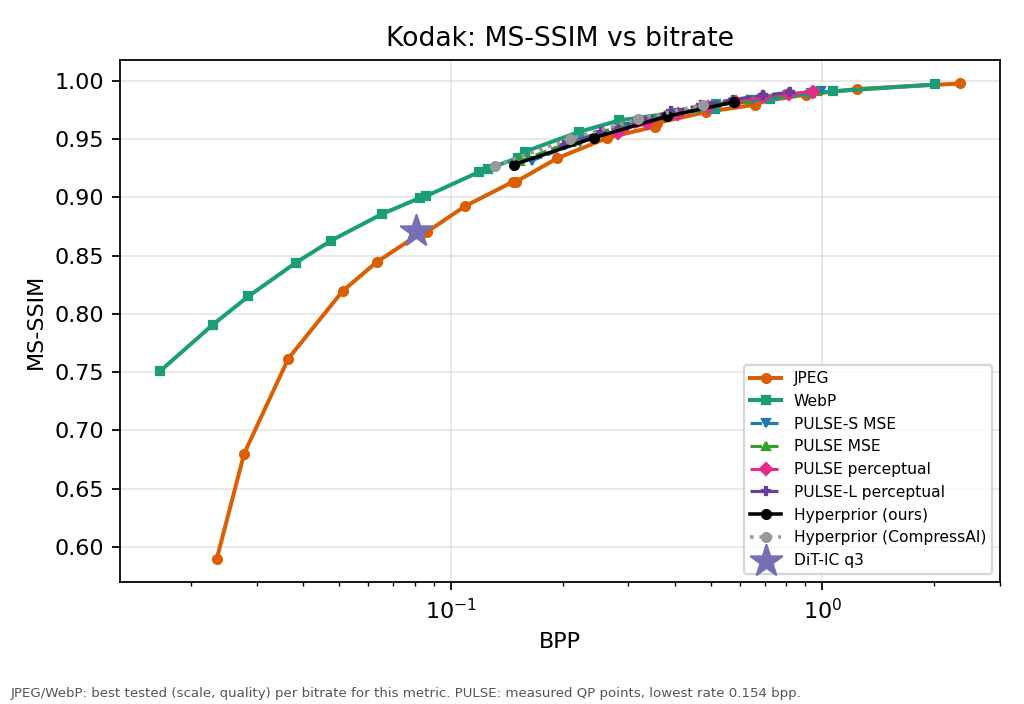 Kodak: MS-SSIM vs bitrate
MS-SSIM
1.00
0.95
0.90
0.85
0.80
0.75
0.70
0.65
0.60
JPEG
WebP
PULSE-S MSE
PULSE MSE
PULSE perceptual
PULSE-L perceptual
Hyperprior (ours)
Hyperprior (CompressAI)
DiT-IC q3
10⁻¹
10⁰
BPP
JPEG/WebP: best tested (scale, quality) per bitrate for this metric. PULSE: measured QP points, lowest rate 0.154 bpp.